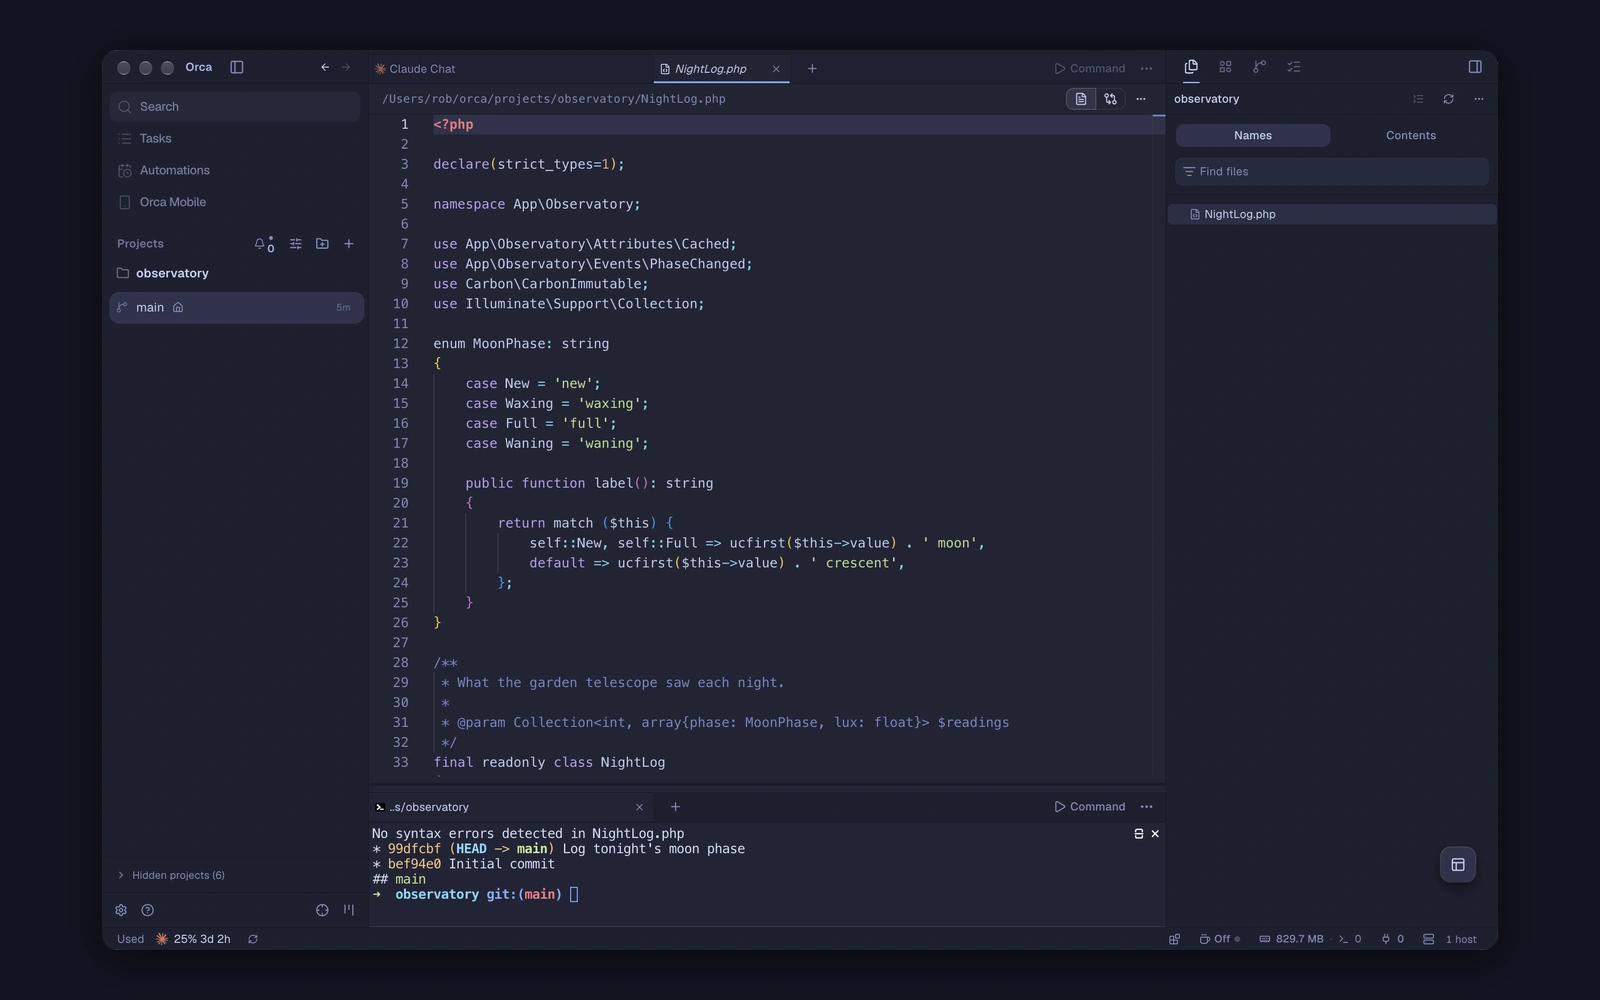 Orca
Search
Tasks
Automations
Orca Mobile
Projects
0
observatory
main
5m
Hidden projects (6)
Claude Chat
NightLog.php
Command
/Users/rob/orca/projects/observatory/NightLog.php
1 <?php
2
3 declare(strict_types=1);
4
5 namespace App\Observatory;
6
7 use App\Observatory\Attributes\Cached;
8 use App\Observatory\Events\PhaseChanged;
9 use Carbon\CarbonImmutable;
10 use Illuminate\Support\Collection;
11
12 enum MoonPhase: string
13 {
14     case New = 'new';
15     case Waxing = 'waxing';
16     case Full = 'full';
17     case Waning = 'waning';
18
19     public function label(): string
20     {
21         return match ($this) {
22             self::New, self::Full => ucfirst($this->value) . ' moon',
23             default => ucfirst($this->value) . ' crescent',
24         };
25     }
26 }
27
28 /**
29  * What the garden telescope saw each night.
30  *
31  * @param Collection<int, array{phase: MoonPhase, lux: float}> $readings
32  */
33 final readonly class NightLog
..s/observatory
Command
No syntax errors detected in NightLog.php
* 99dfcbf (HEAD -> main) Log tonight's moon phase
* bef94e0 Initial commit
## main
➜  observatory git:(main)
observatory
Names
Contents
Find files
NightLog.php
Used 25% 3d 2h
Off
829.7 MB · 0
0
1 host